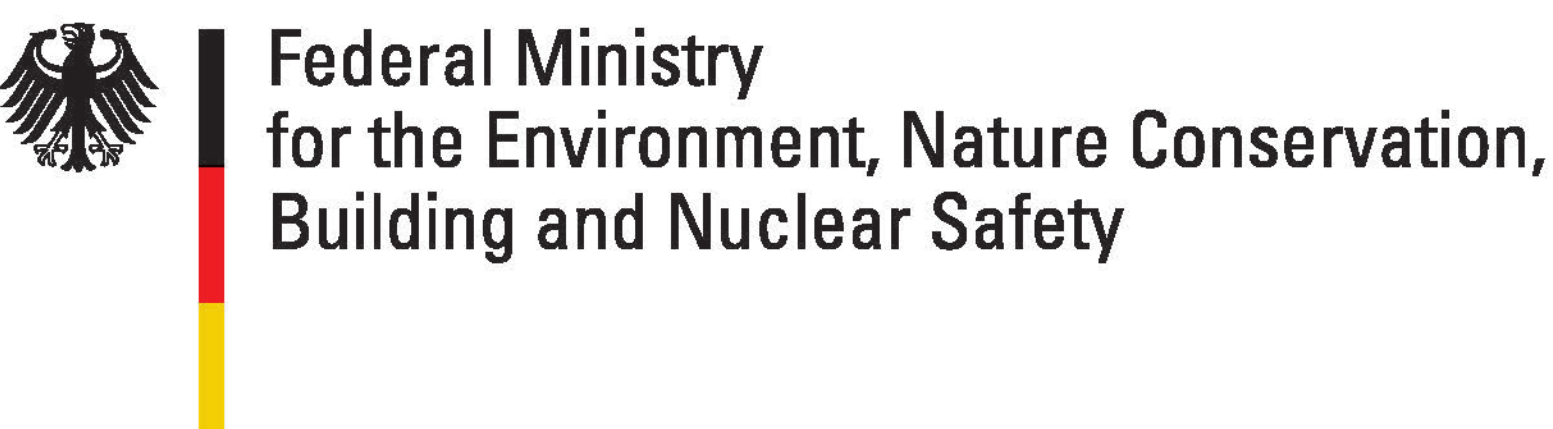 Federal Ministry
for the Environment, Nature Conservation,
Building and Nuclear Safety